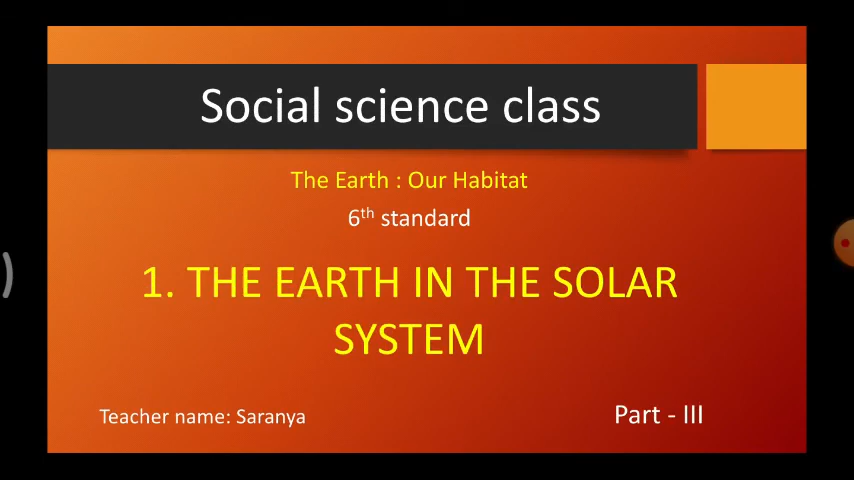 Social science class
The Earth : Our Habitat
6th standard
1. THE EARTH IN THE SOLAR
SYSTEM
Teacher name: Saranya
Part - III